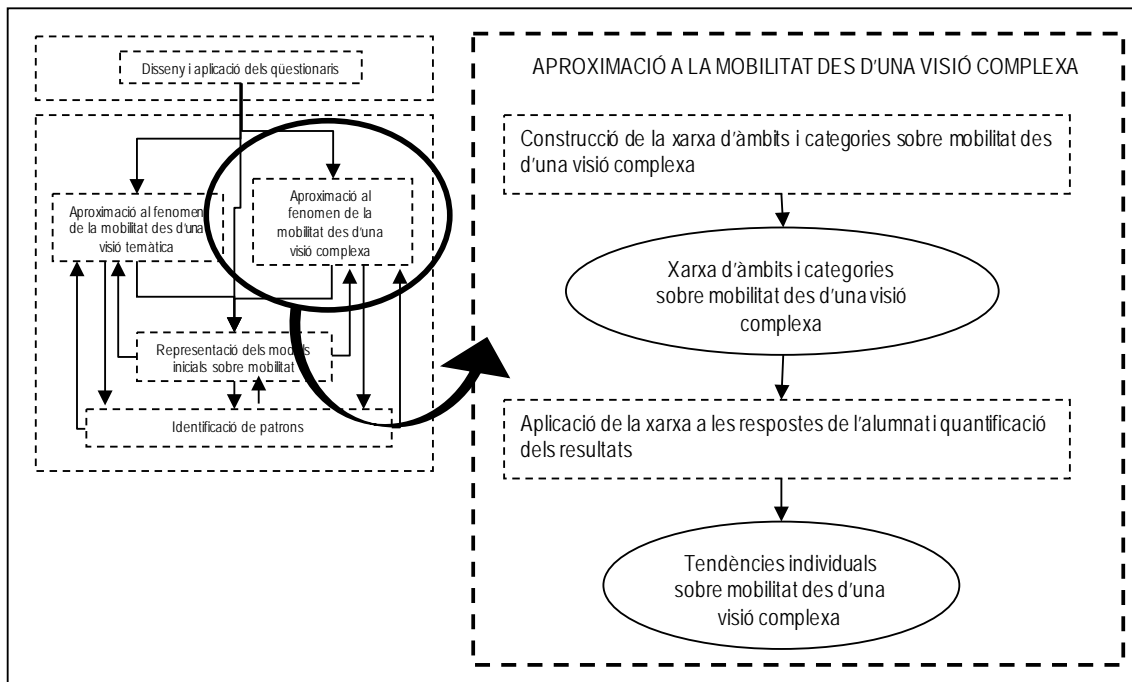 Disseny i aplicació dels qüestionaris
Aproximació al fenomen
de la mobilitat des d'una
visió temàtica
Aproximació al
fenomen de la
mobilitat des d'una
visió complexa
Representació dels models
inicials sobre mobilitat
Identificació de patrons
APROXIMACIÓ A LA MOBILITAT DES D'UNA VISIÓ COMPLEXA
Construcció de la xarxa d'àmbits i categories sobre mobilitat des
d'una visió complexa
Xarxa d'àmbits i categories
sobre mobilitat des d'una visió
complexa
Aplicació de la xarxa a les respostes de l'alumnat i quantificació
dels resultats
Tendències individuals
sobre mobilitat des d'una
visió complexa